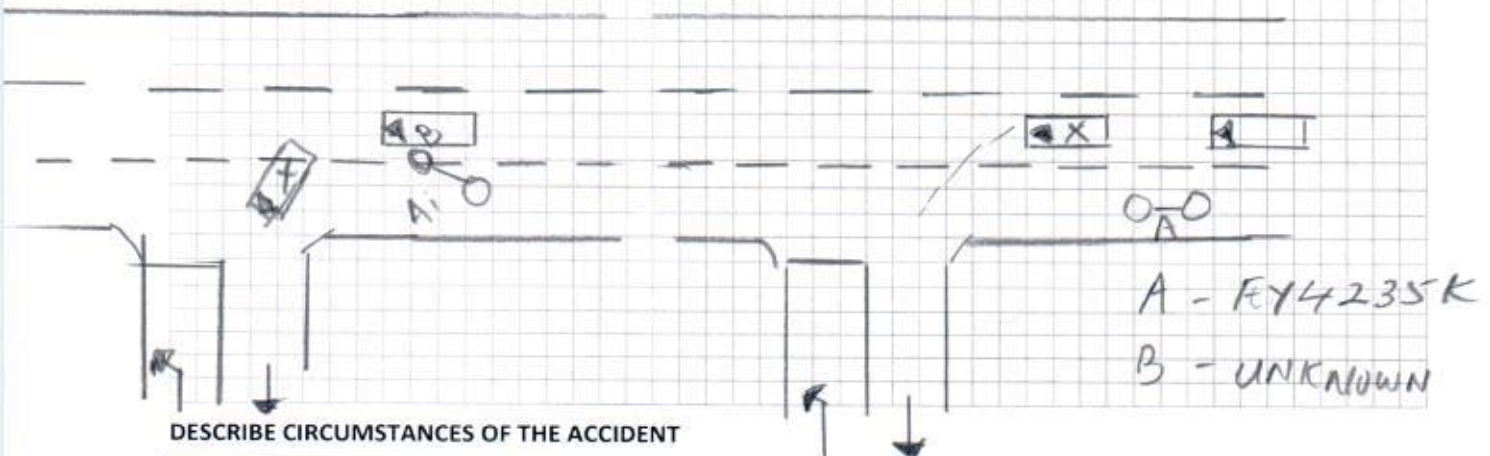 B
X
A
A - FY4235K
B - UNKNOWN
DESCRIBE CIRCUMSTANCES OF THE ACCIDENT